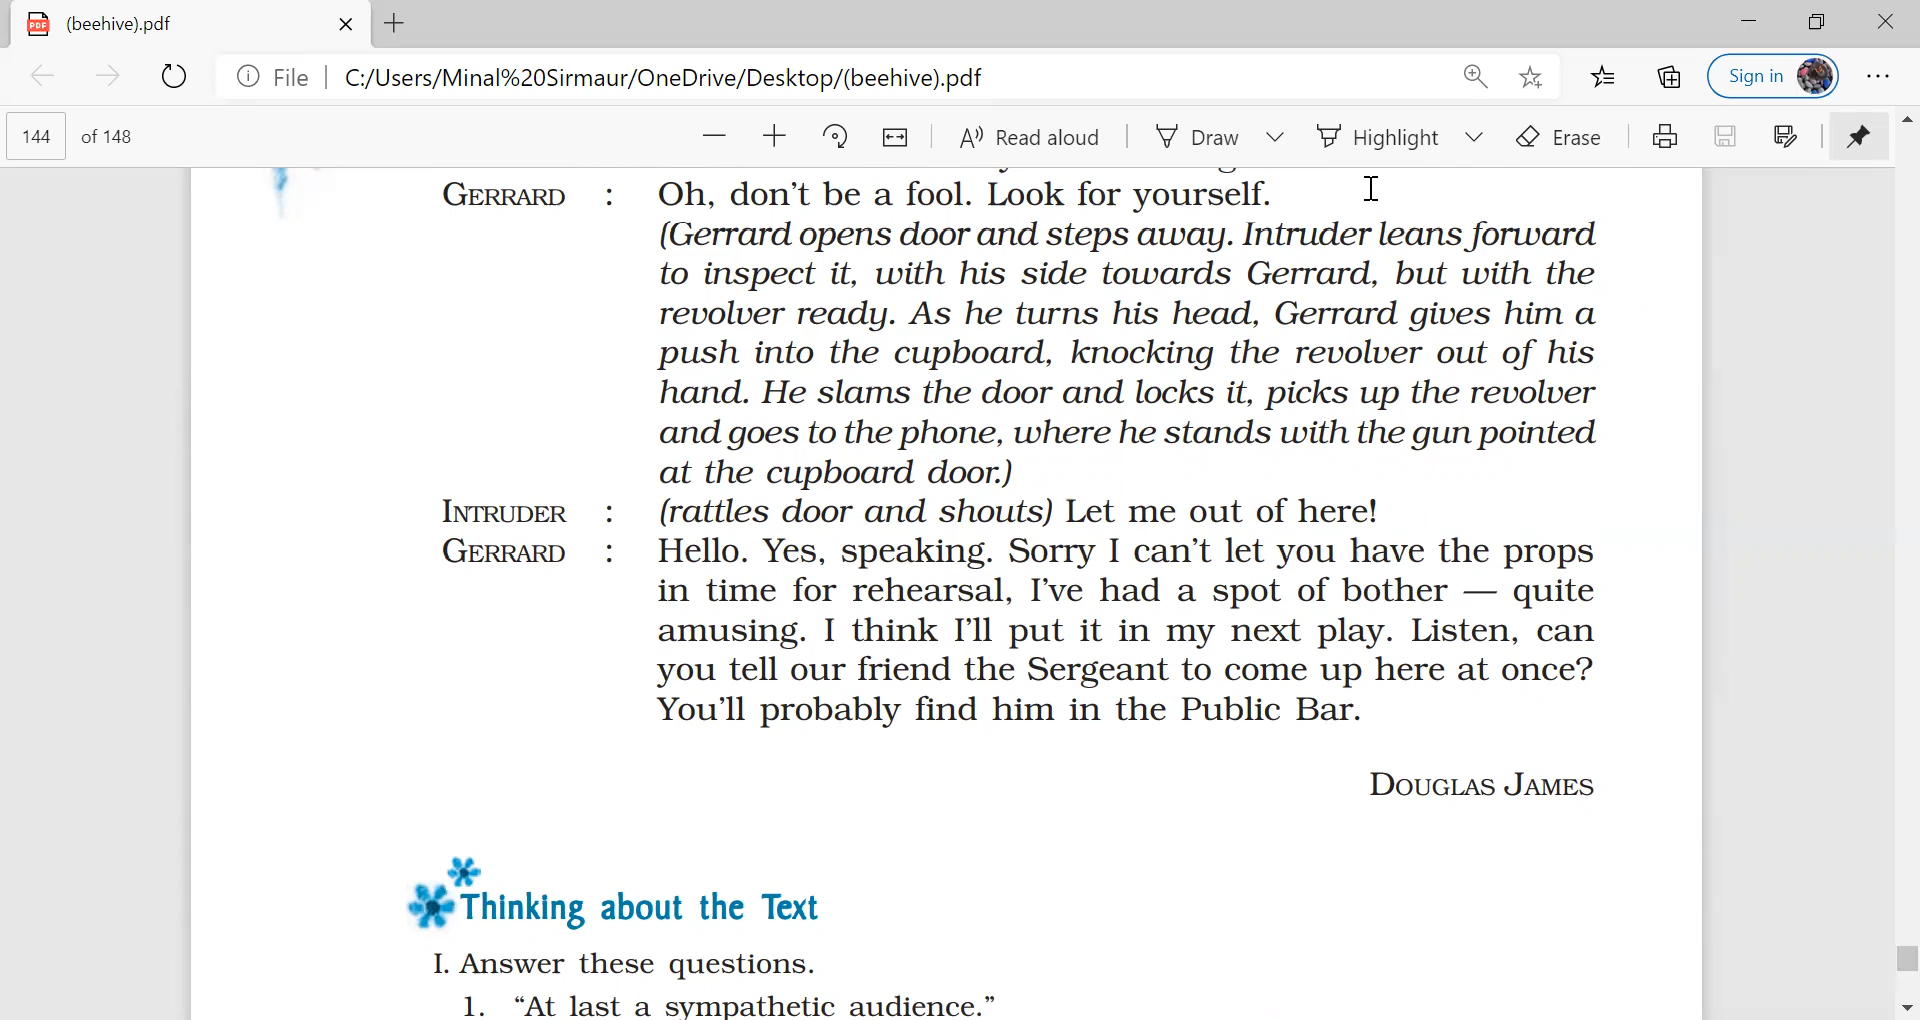 (beehive).pdf
File | C:/Users/Minal%20Sirmaur/OneDrive/Desktop/(beehive).pdf
Sign in
144 of 148
Read aloud
Draw
Highlight
Erase
GERRARD : Oh, don't be a fool. Look for yourself.
(Gerrard opens door and steps away. Intruder leans forward
to inspect it, with his side towards Gerrard, but with the
revolver ready. As he turns his head, Gerrard gives him a
push into the cupboard, knocking the revolver out of his
hand. He slams the door and locks it, picks up the revolver
and goes to the phone, where he stands with the gun pointed
at the cupboard door.)
INTRUDER : (rattles door and shouts) Let me out of here!
GERRARD : Hello. Yes, speaking. Sorry I can't let you have the props
in time for rehearsal, I've had a spot of bother — quite
amusing. I think I'll put it in my next play. Listen, can
you tell our friend the Sergeant to come up here at once?
You'll probably find him in the Public Bar.
DOUGLAS JAMES
Thinking about the Text
I. Answer these questions.
1. “At last a sympathetic audience.”